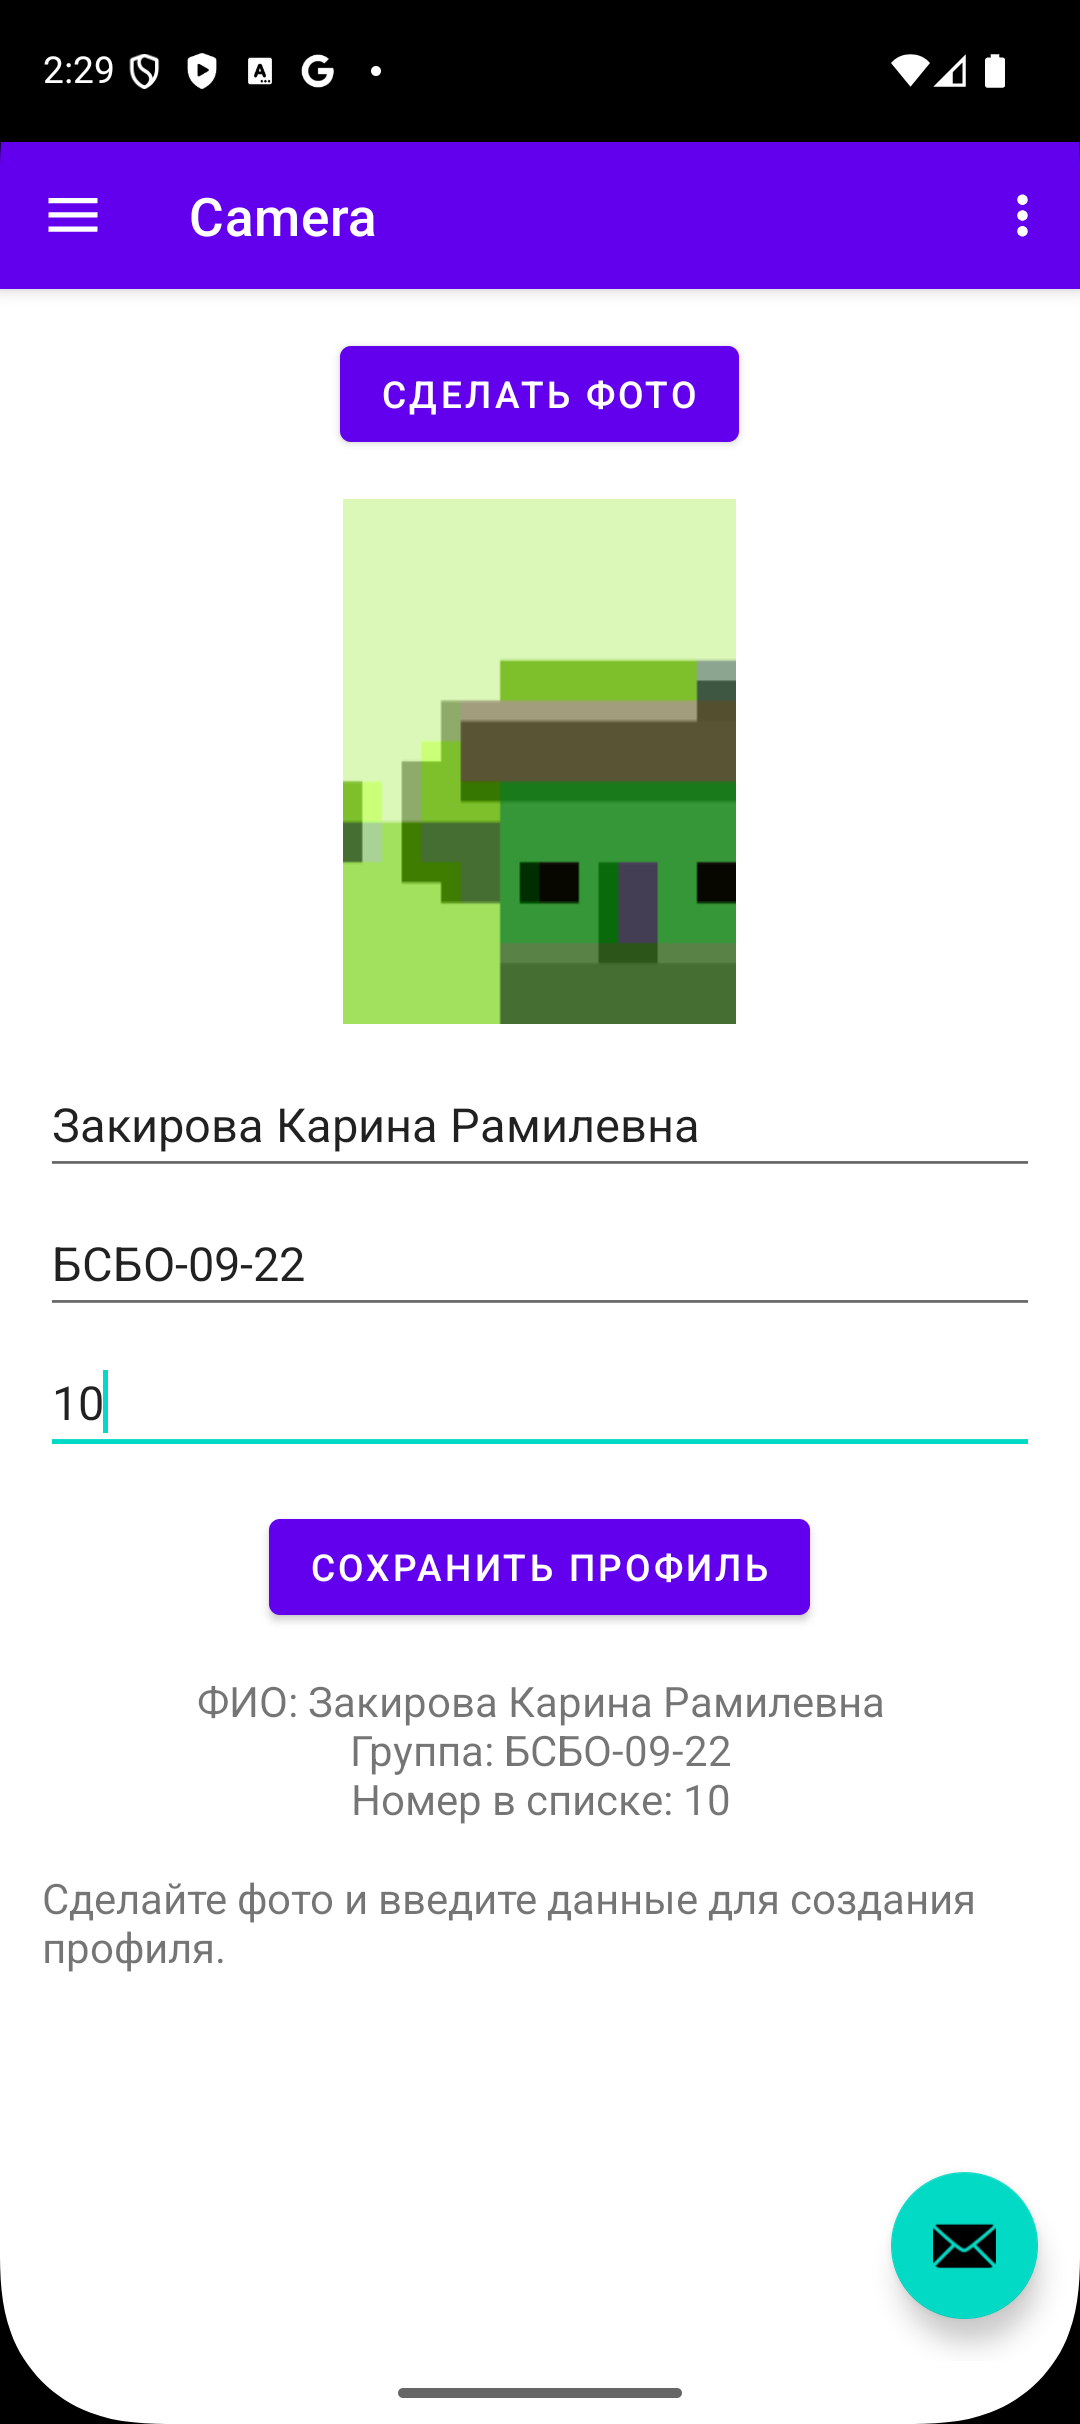 2:29
Camera
СДЕЛАТЬ ФОТО
Закирова Карина Рамилевна
БСБО-09-22
10
СОХРАНИТЬ ПРОФИЛЬ
ФИО: Закирова Карина Рамилевна
Группа: БСБО-09-22
Номер в списке: 10
Сделайте фото и введите данные для создания
профиля.